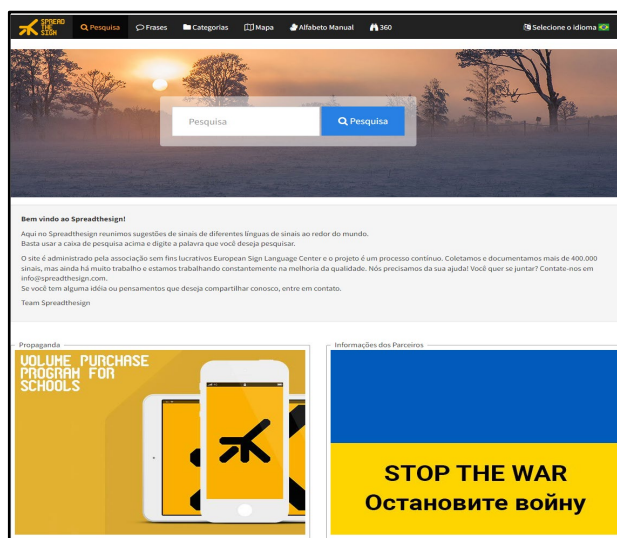 SPREAD
THE
SIGN
Pesquisa
Frases
Categorias
Mapa
Alfabeto Manual
360
Selecione o idioma
Pesquisa
Pesquisa
Bem vindo ao Spreadthesign!
Aqui no Spreadthesign reunimos sugestões de sinais de diferentes línguas de sinais ao redor do mundo.
Basta usar a caixa de pesquisa acima e digite a palavra que você deseja pesquisar.
O site é administrado pela associação sem fins lucrativos European Sign Language Center e o projeto é um processo contínuo. Coletamos e documentamos mais de 400.000
sinais, mas ainda há muito trabalho e estamos trabalhando constantemente na melhoria da qualidade. Nós precisamos da sua ajuda! Você quer se juntar? Contate-nos em
info@spreadthesign.com.
Se você tem alguma idéia ou pensamentos que deseja compartilhar conosco, entre em contato.
Team Spreadthesign
Propaganda
VOLUME PURCHASE
PROGRAM FOR
SCHOOLS
Informações dos Parceiros
STOP THE WAR
Остановите войну